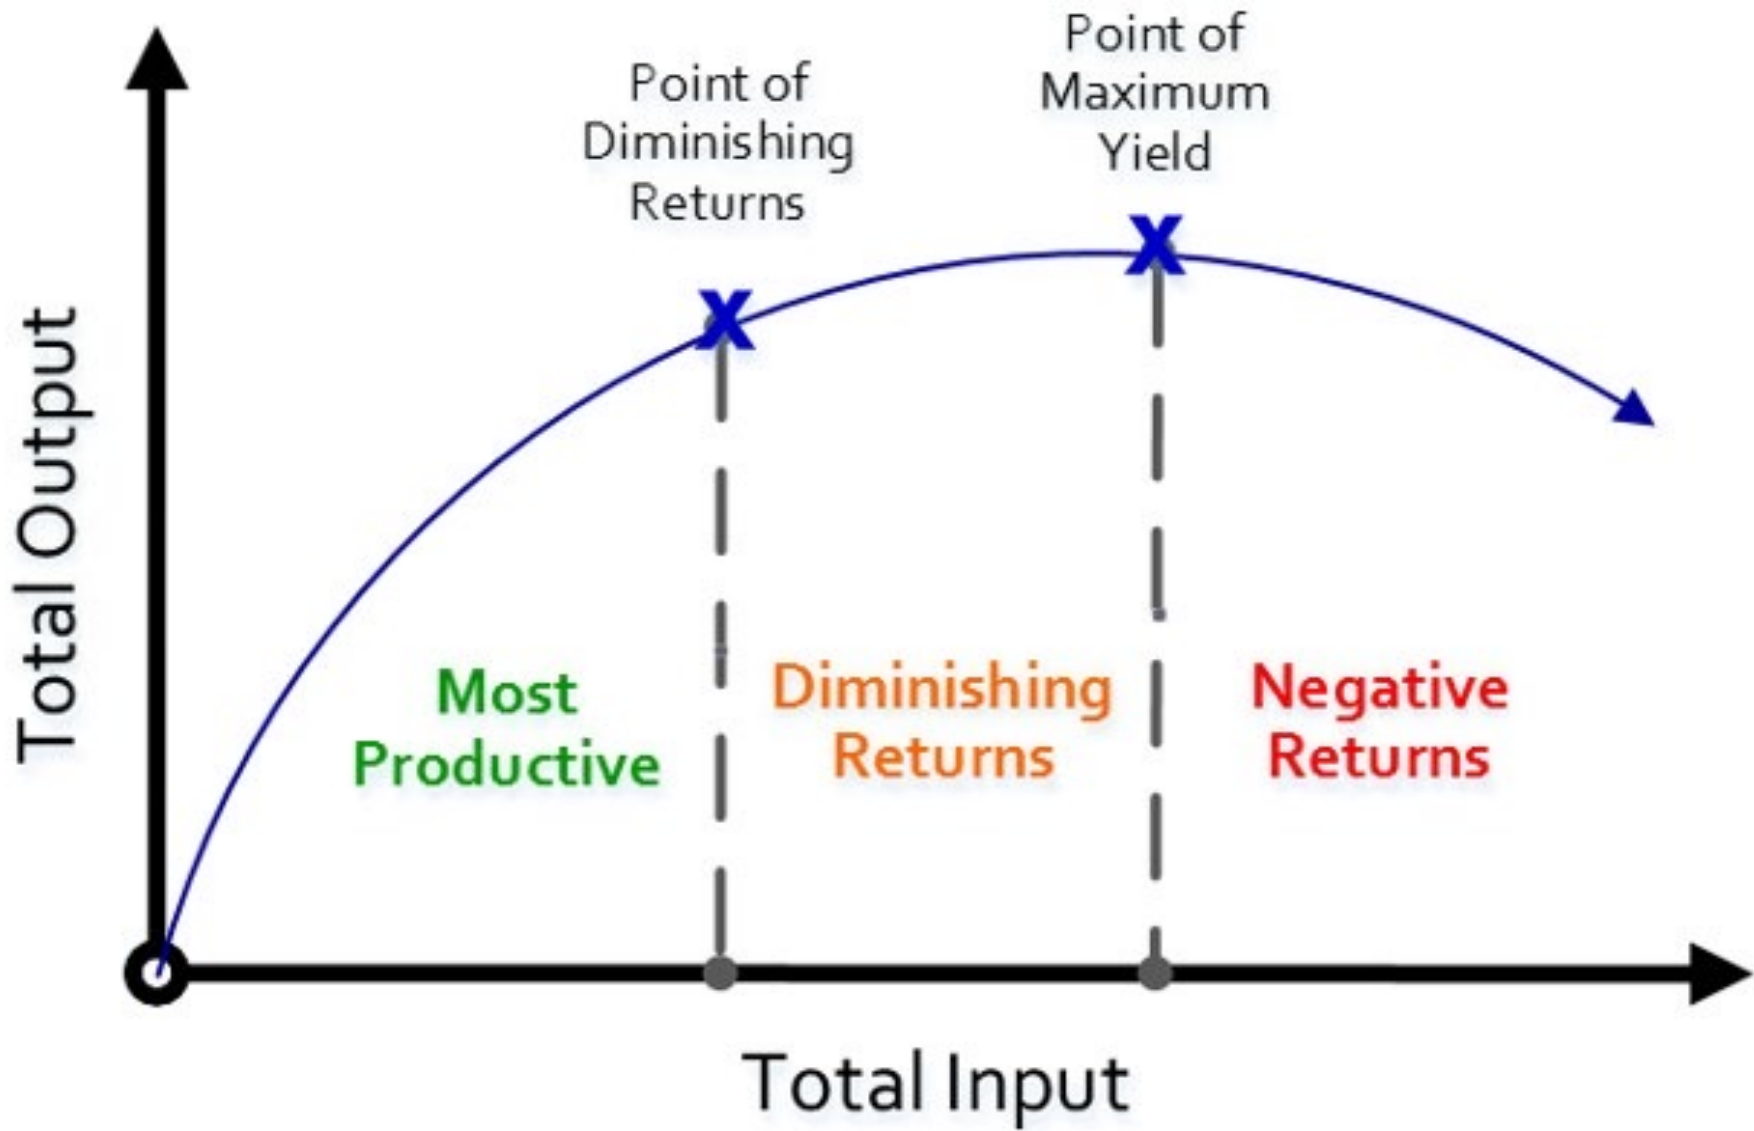 Point of
Diminishing
Returns
Point of
Maximum
Yield
X
X
Total Output
Most
Productive
Diminishing
Returns
Negative
Returns
Total Input